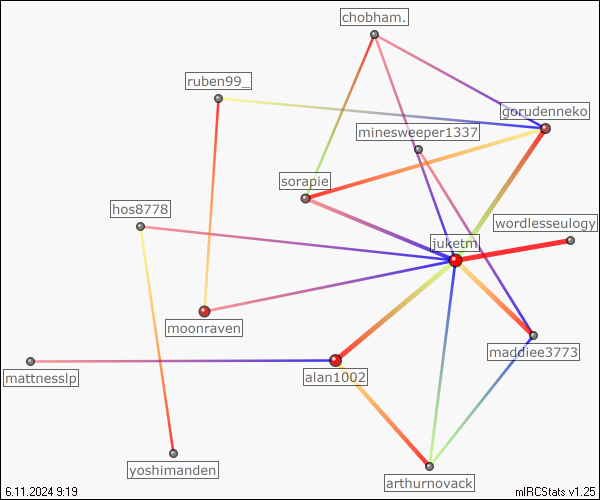 chobham.
ruben99_
gorudenneko
minesweeper1337
sorapie
hos8778
wordlesseulogy
juketm
moonraven
maddiee3773
mattnesslp
alan1002
yoshimanden
arthurnovack
6.11.2024 9:19
mIRCStats v1.25